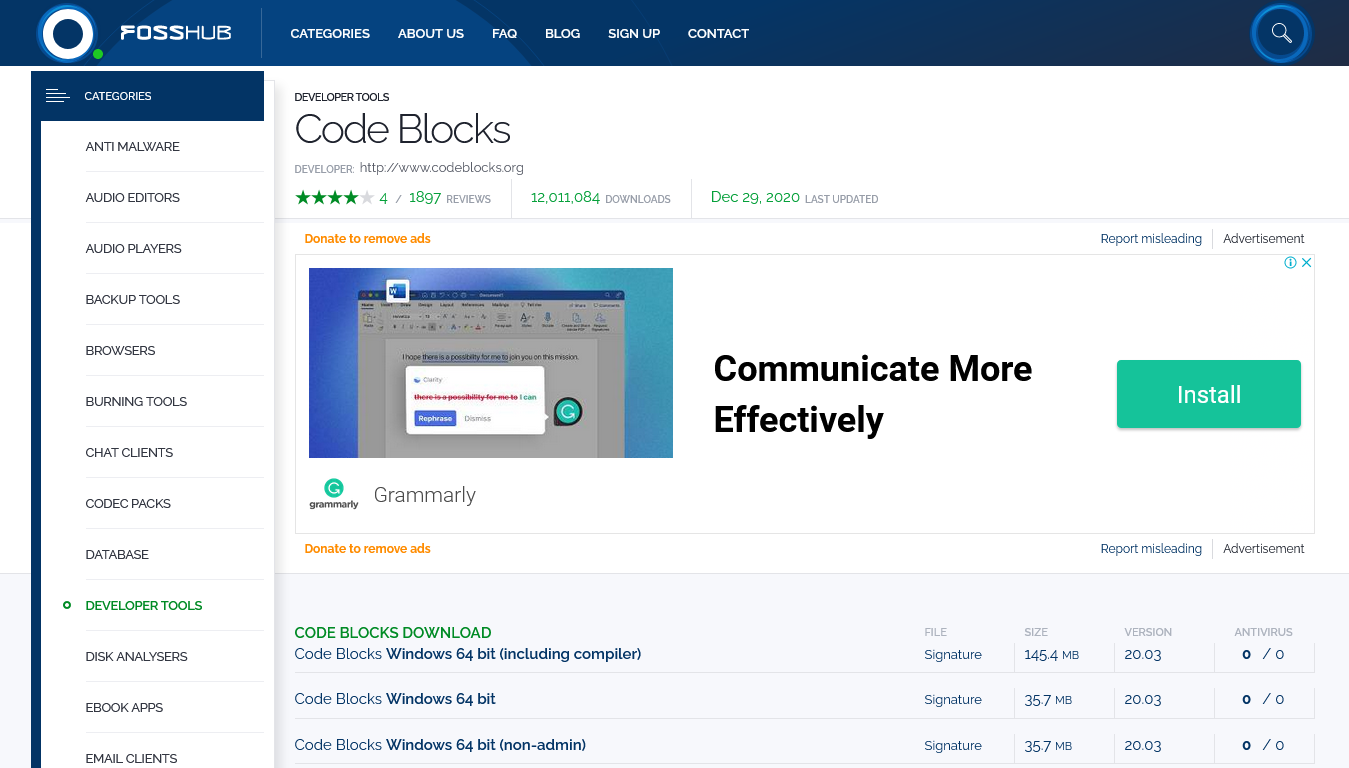 FOSSHUB
CATEGORIES ABOUT US FAQ BLOG SIGN UP CONTACT
CATEGORIES
ANTI MALWARE
AUDIO EDITORS
AUDIO PLAYERS
BACKUP TOOLS
BROWSERS
BURNING TOOLS
CHAT CLIENTS
CODEC PACKS
DATABASE
DEVELOPER TOOLS
DISK ANALYSERS
EBOOK APPS
EMAIL CLIENTS
DEVELOPER TOOLS
Code Blocks
DEVELOPER: http://www.codeblocks.org
4 / 1897 REVIEWS 12,011,084 DOWNLOADS Dec 29, 2020 LAST UPDATED
Donate to remove ads Report misleading Advertisement
I hope there is a possibility for me to join you on this mission.
Clarity
there is a possibility for me to I can
Rephrase Dismiss
Communicate More
Effectively
Install
grammarly
Grammarly
Donate to remove ads Report misleading Advertisement
CODE BLOCKS DOWNLOAD FILE SIZE VERSION ANTIVIRUS
Code Blocks Windows 64 bit (including compiler) Signature 145.4 MB 20.03 0 / 0
Code Blocks Windows 64 bit Signature 35.7 MB 20.03 0 / 0
Code Blocks Windows 64 bit (non-admin) Signature 35.7 MB 20.03 0 / 0